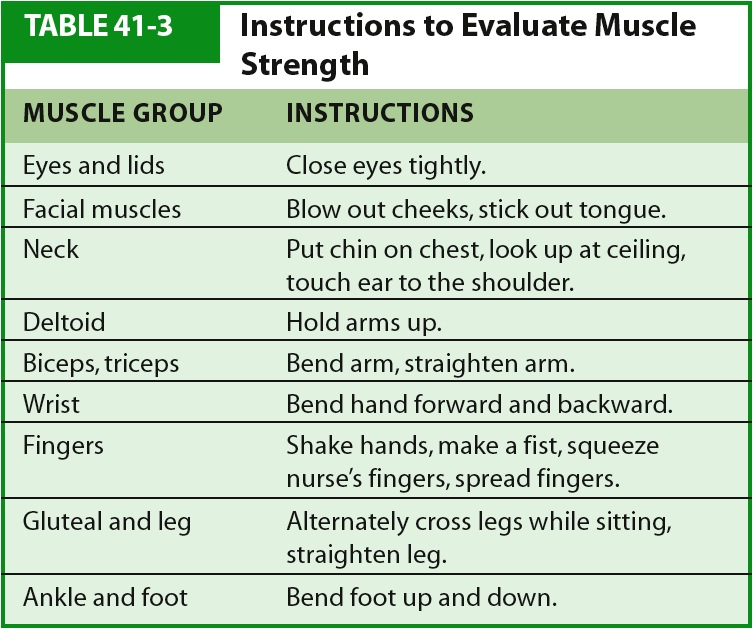 TABLE 41-3
Instructions to Evaluate Muscle
Strength
MUSCLE GROUP INSTRUCTIONS
Eyes and lids Close eyes tightly.
Facial muscles Blow out cheeks, stick out tongue.
Neck Put chin on chest, look up at ceiling,
touch ear to the shoulder.
Deltoid Hold arms up.
Biceps, triceps Bend arm, straighten arm.
Wrist Bend hand forward and backward.
Fingers Shake hands, make a fist, squeeze
nurse’s fingers, spread fingers.
Gluteal and leg Alternately cross legs while sitting,
straighten leg.
Ankle and foot Bend foot up and down.